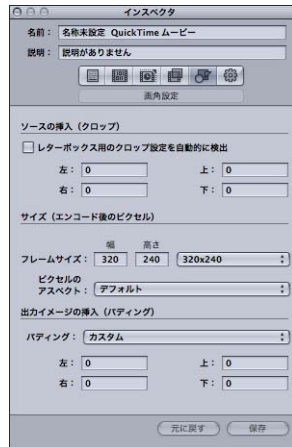 インスペクタ
名前： 名称未設定 QuickTime ムービー
説明： 説明がありません
画角設定
ソースの挿入（クロップ）
レターボックス用のクロップ設定を自動的に検出
左： 0 上： 0
右： 0 下： 0
サイズ（エンコード後のピクセル）
幅 高さ
フレームサイズ： 320 240 320x240
ピクセルの
アスペクト： デフォルト
出力イメージの挿入（パディング）
パディング： カスタム
左： 0 上： 0
右： 0 下： 0
元に戻す 保存